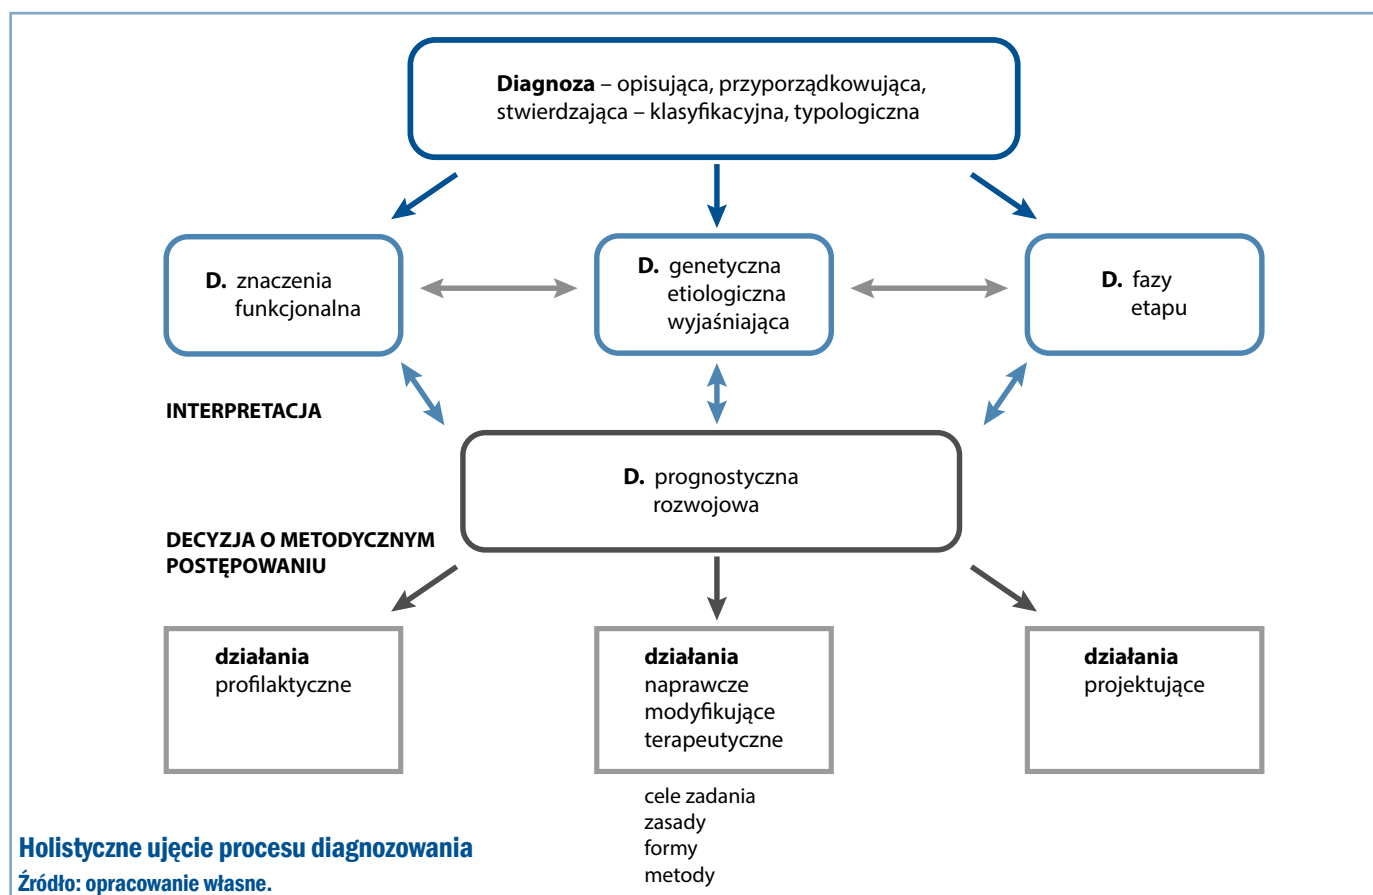 Diagnoza – opisująca, przyporządkowująca,
stwierdzająca – klasyfikacyjna, typologiczna
D. znaczenia
funkcjonalna
D. genetyczna
etiologiczna
wyjaśniająca
D. fazy
etapu
INTERPRETACJA
D. prognostyczna
rozwojowa
DECYZJA O METODYCZNYM
POSTĘPOWANIU
działania
profilaktyczne
działania
naprawcze
modyfikujące
terapeutyczne
działania
projektujące
cele zadania
zasady
formy
metody
Holistyczne ujęcie procesu diagnozowania
Źródło: opracowanie własne.